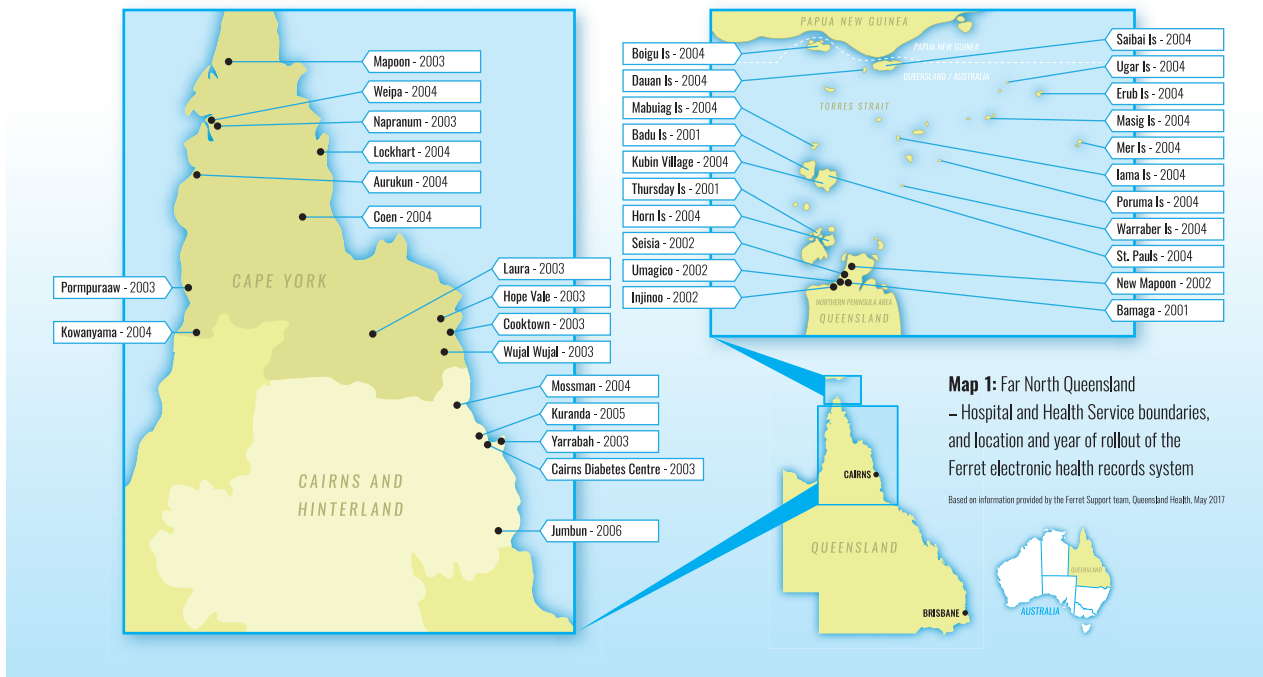 Mapoon - 2003
Weipa - 2004
Napranum - 2003
Lockhart - 2004
Aurukun - 2004
Coen - 2004
CAPE YORK
Pormpuraaw - 2003
Kowanyama - 2004
Laura - 2003
Hope Vale - 2003
Cooktown - 2003
Wujal Wujal - 2003
Mossman - 2004
Kuranda - 2005
Yarrabah - 2003
Cairns Diabetes Centre - 2003
CAIRNS AND
HINTERLAND
Jumbun - 2006
PAPUA NEW GUINEA
PAPUA NEW GUINEA
QUEENSLAND / AUSTRALIA
TORRES STRAIT
Boigu Is - 2004
Dauan Is - 2004
Mabuiag Is - 2004
Badu Is - 2001
Kubin Village - 2004
Thursday Is - 2001
Horn Is - 2004
Seisia - 2002
Umagico - 2002
Injinoo - 2002
Saibai Is - 2004
Ugar Is - 2004
Erub Is - 2004
Masig Is - 2004
Mer Is - 2004
Iama Is - 2004
Poruma Is - 2004
Warraber Is - 2004
St. Pauls - 2004
New Mapoon - 2002
Bamaga - 2001
NORTHERN PENINSULA AREA
QUEENSLAND
Map 1: Far North Queensland
– Hospital and Health Service boundaries,
and location and year of rollout of the
Ferret electronic health records system
Based on information provided by the Ferret Support team, Queensland Health, May 2017
CAIRNS
QUEENSLAND
BRISBANE
QUEENSLAND
AUSTRALIA